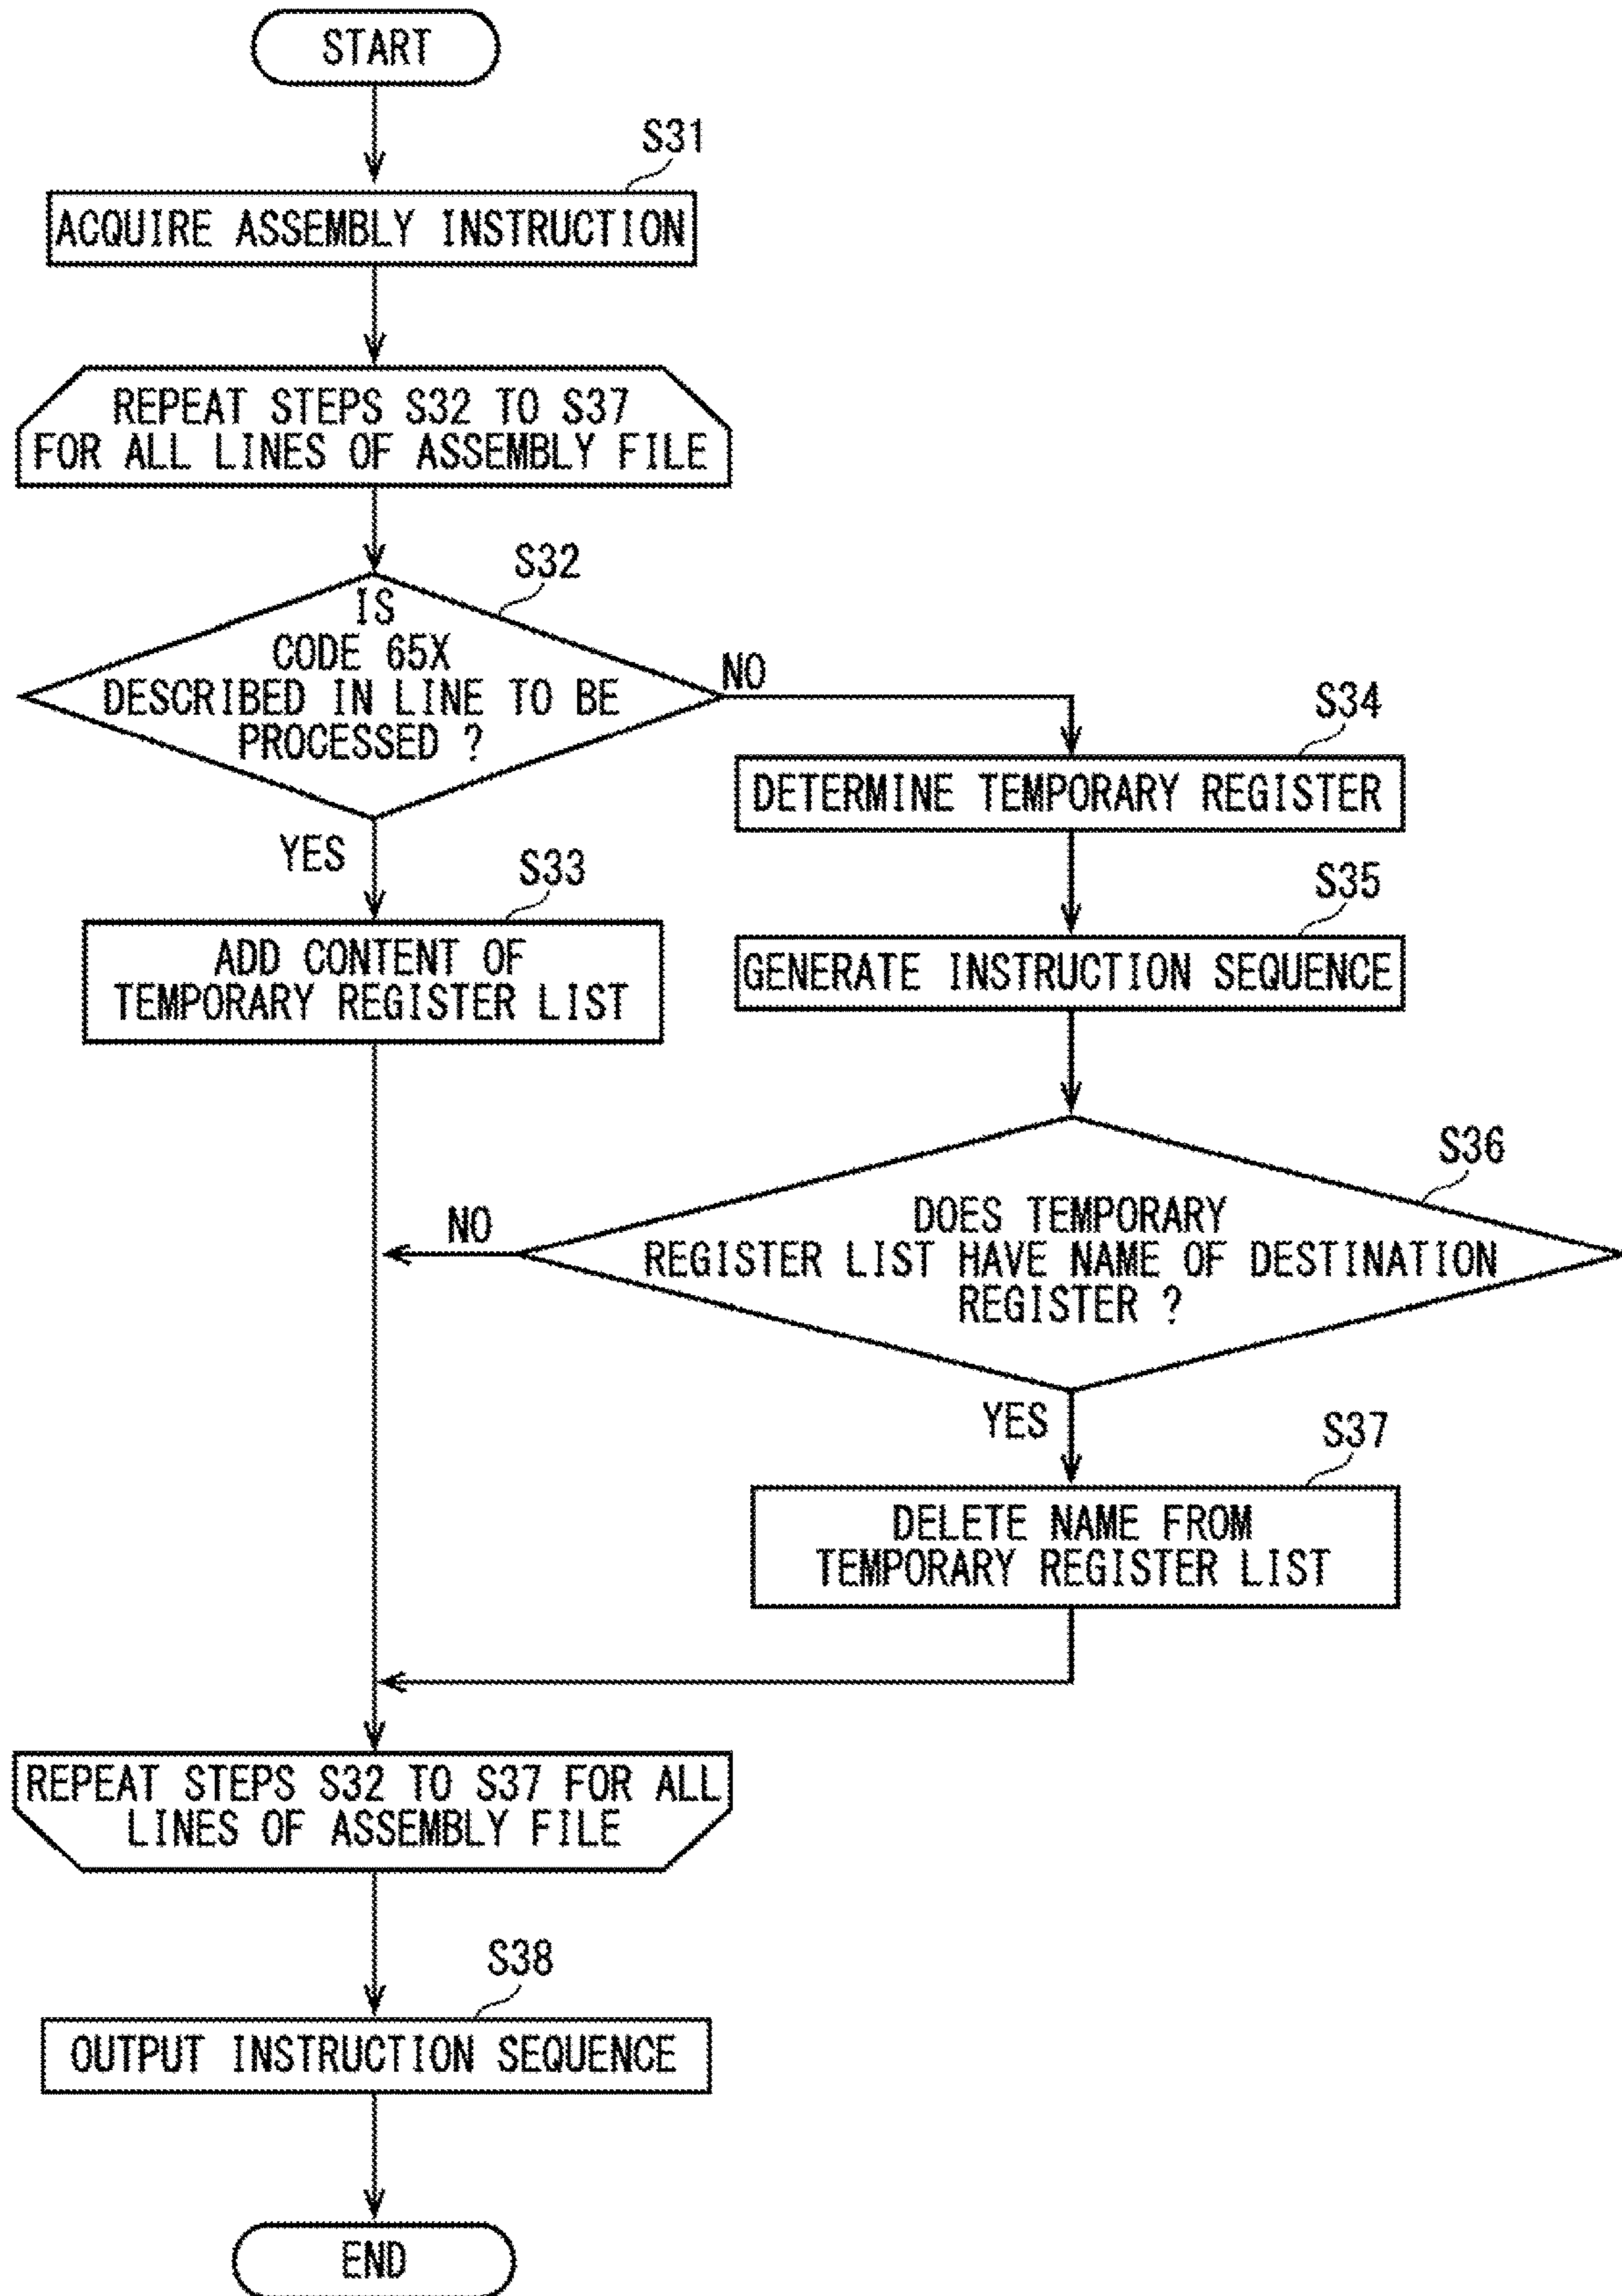 START
S31
ACQUIRE ASSEMBLY INSTRUCTION
REPEAT STEPS S32 TO S37
FOR ALL LINES OF ASSEMBLY FILE
S32
IS
CODE 65X
DESCRIBED IN LINE TO BE
PROCESSED ?
NO
YES
S33
ADD CONTENT OF
TEMPORARY REGISTER LIST
S34
DETERMINE TEMPORARY REGISTER
S35
GENERATE INSTRUCTION SEQUENCE
S36
DOES TEMPORARY
REGISTER LIST HAVE NAME OF DESTINATION
REGISTER ?
NO
YES
S37
DELETE NAME FROM
TEMPORARY REGISTER LIST
REPEAT STEPS S32 TO S37 FOR ALL
LINES OF ASSEMBLY FILE
S38
OUTPUT INSTRUCTION SEQUENCE
END